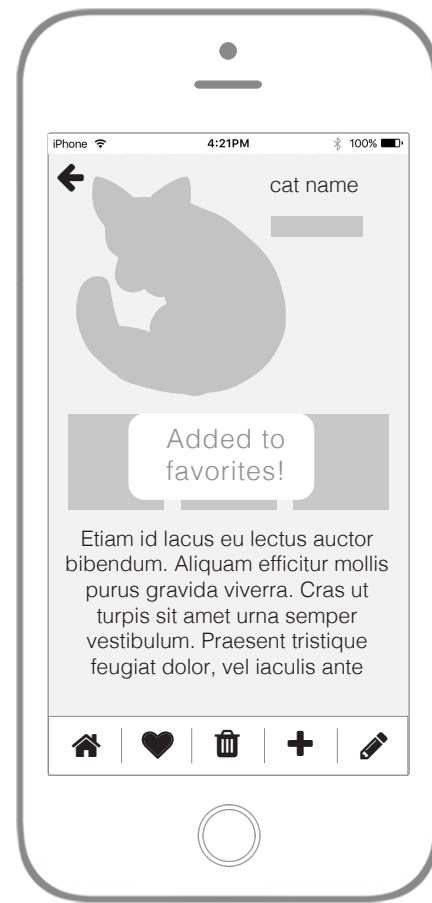 iPhone 4:21PM 100%
cat name
Added to
favorites!
Etiam id lacus eu lectus auctor
bibendum. Aliquam efficitur mollis
purus gravida viverra. Cras ut
turpis sit amet urna semper
vestibulum. Praesent tristique
feugiat dolor, vel iaculis ante